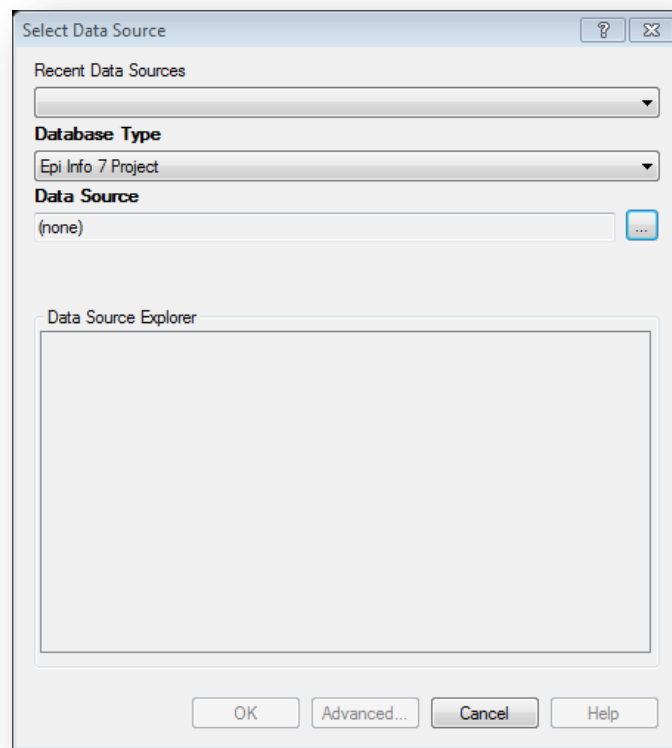 Select Data Source
Recent Data Sources
Database Type
Epi Info 7 Project
Data Source
(none)
...
Data Source Explorer
OK
Advanced...
Cancel
Help